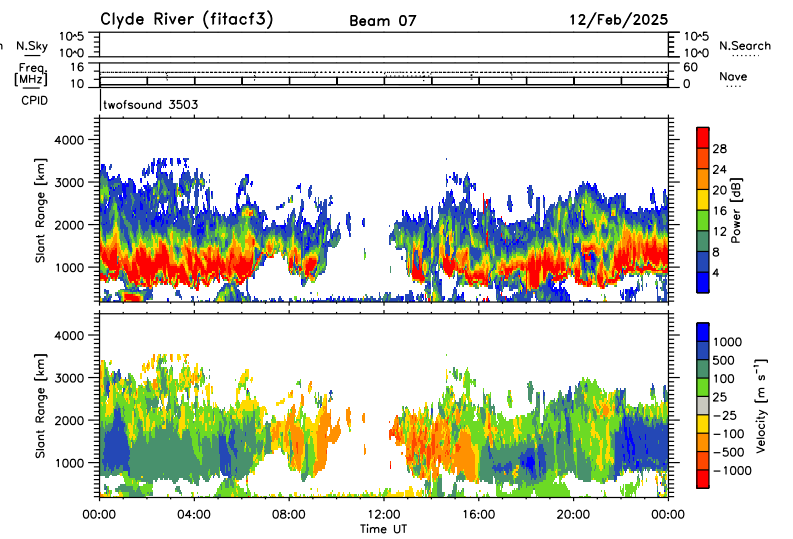 Clyde River (fitacf3) Beam 07 12/Feb/2025
n N.Sky 10^5 10^5 N.Search
10^0 10^0
Freq. 16 60
[MHz] 10 0 Nave
CPID twofsound 3503
Slant Range [km]
4000
3000
2000
1000
Power [dB]
28
24
20
16
12
8
4
Slant Range [km]
4000
3000
2000
1000
Velocity [m s⁻¹]
1000
500
100
25
−25
−100
−500
−1000
00:00 04:00 08:00 12:00 16:00 20:00 00:00
Time UT